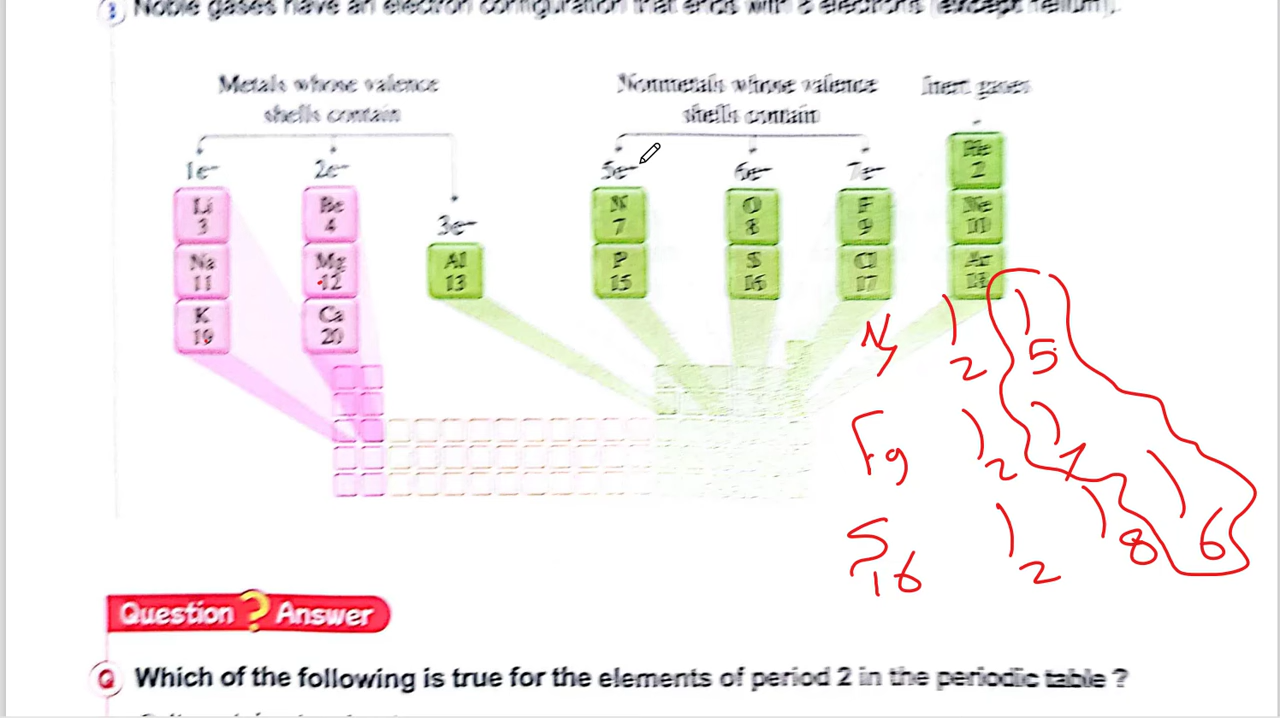 3 Noble gases have an electron configuration that ends with 8 electrons (except helium).
Metals whose valence
shells contain
Nonmetals whose valence
shells contain
Inert gases
1e⁻ 2e⁻ 3e⁻ 5e⁻ 6e⁻ 7e⁻
He
2
Li Be N O F Ne
3 4 7 8 9 10
Na Mg Al P S Cl Ar
11 12 13 15 16 17 18
K Ca
19 20
N₇ ) )
2 5
F₉ ) )
2 7
S ) ) )
16 2 8 6
Question ? Answer
Q Which of the following is true for the elements of period 2 in the periodic table ?